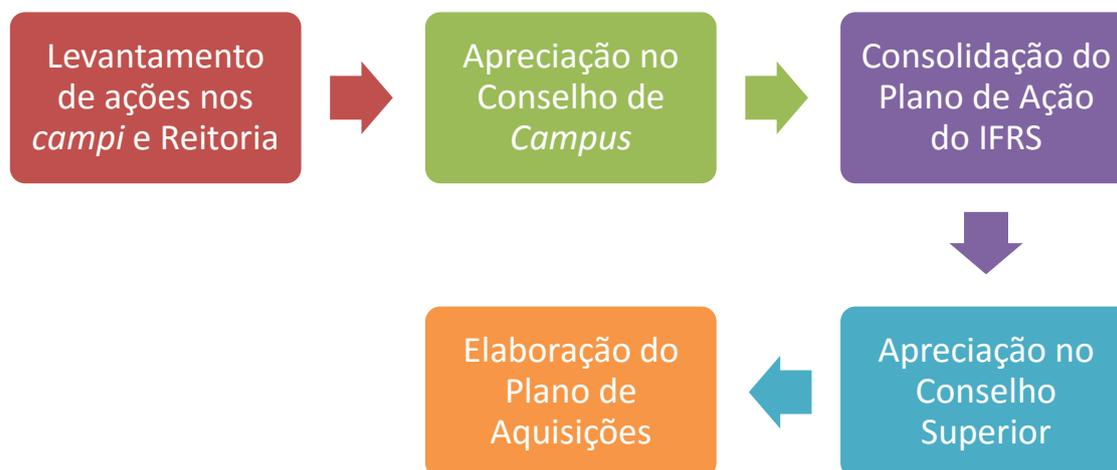 Levantamento
de ações nos
campi e Reitoria
Apreciação no
Conselho de
Campus
Consolidação do
Plano de Ação
do IFRS
Apreciação no
Conselho
Superior
Elaboração do
Plano de
Aquisições